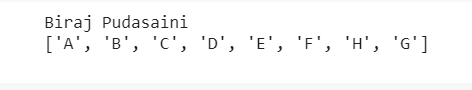 Biraj Pudasaini
['A', 'B', 'C', 'D', 'E', 'F', 'H', 'G']